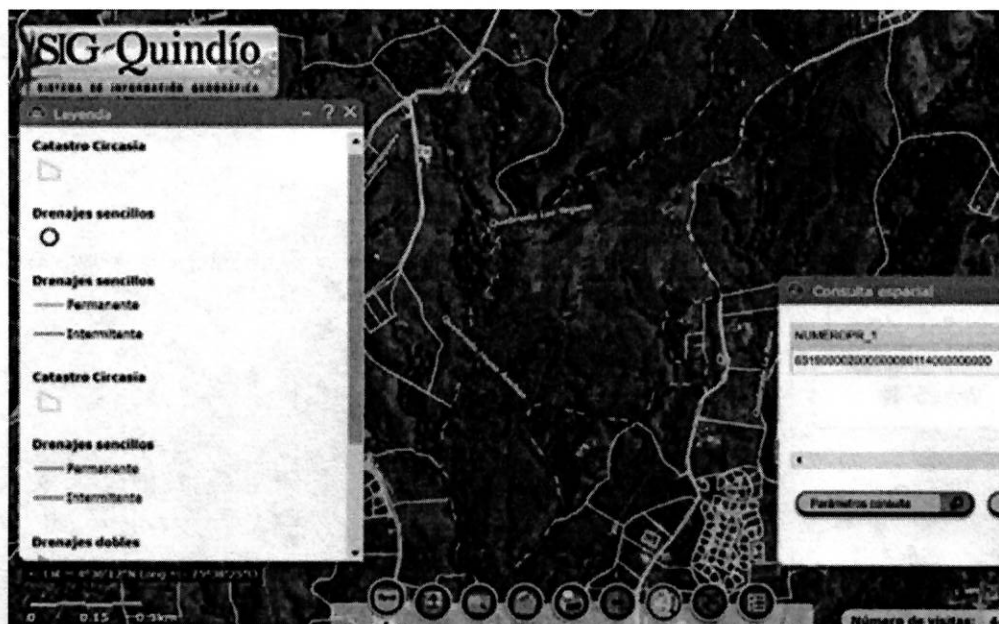 SIG-Quindío
SISTEMA DE INFORMACIÓN GEOGRÁFICA
Leyenda - ? X
Catastro Circasia
Drenajes sencillos
Drenajes sencillos
Permanente
Intermitente
Catastro Circasia
Drenajes sencillos
Permanente
Intermitente
Drenajes dobles
Consulta espacial
NUMEROPR_1
Parámetros consulta
0 0.15 0.3km
Número de visitas: